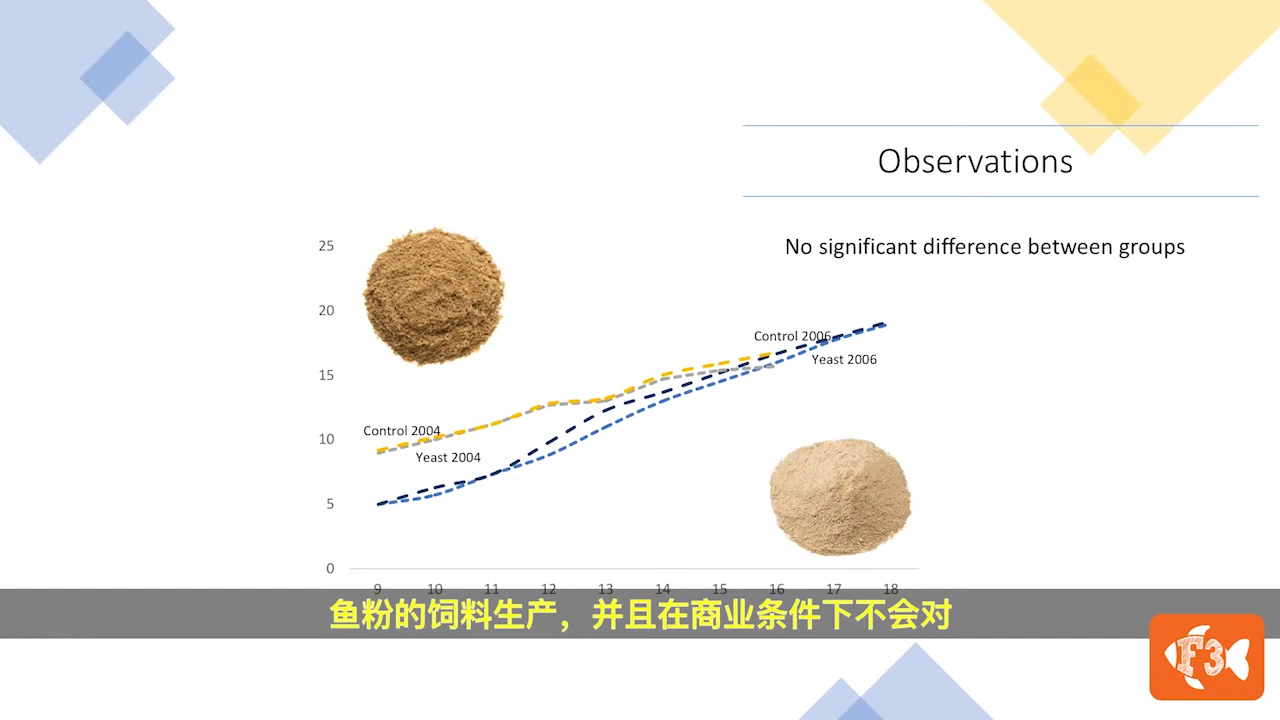 Observations
No significant difference between groups
25
20
15
10
5
0
Control 2006
Yeast 2006
Control 2004
Yeast 2004
9 10 11 12 13 14 15 16 17 18
鱼粉的饲料生产，并且在商业条件下不会对
F3